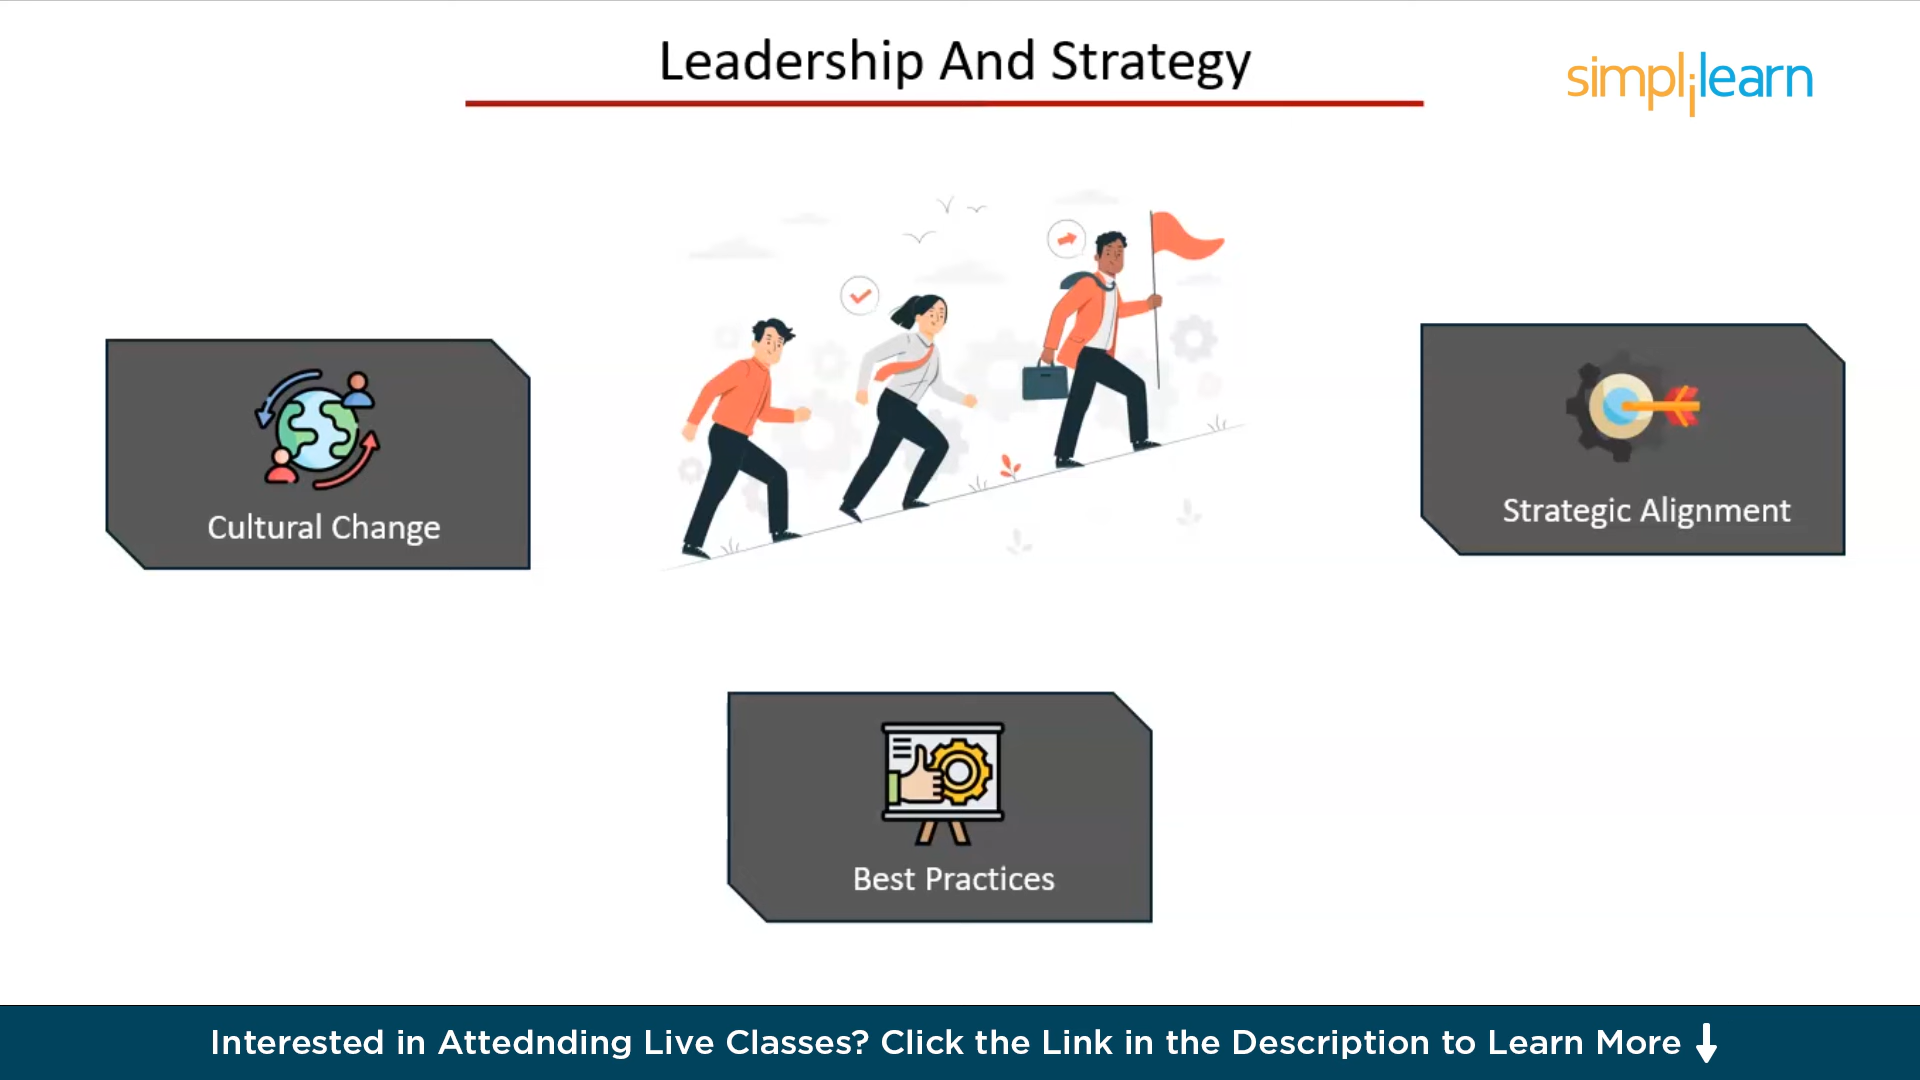 Leadership And Strategy
simplilearn
Cultural Change
Strategic Alignment
Best Practices
Interested in Attednding Live Classes? Click the Link in the Description to Learn More